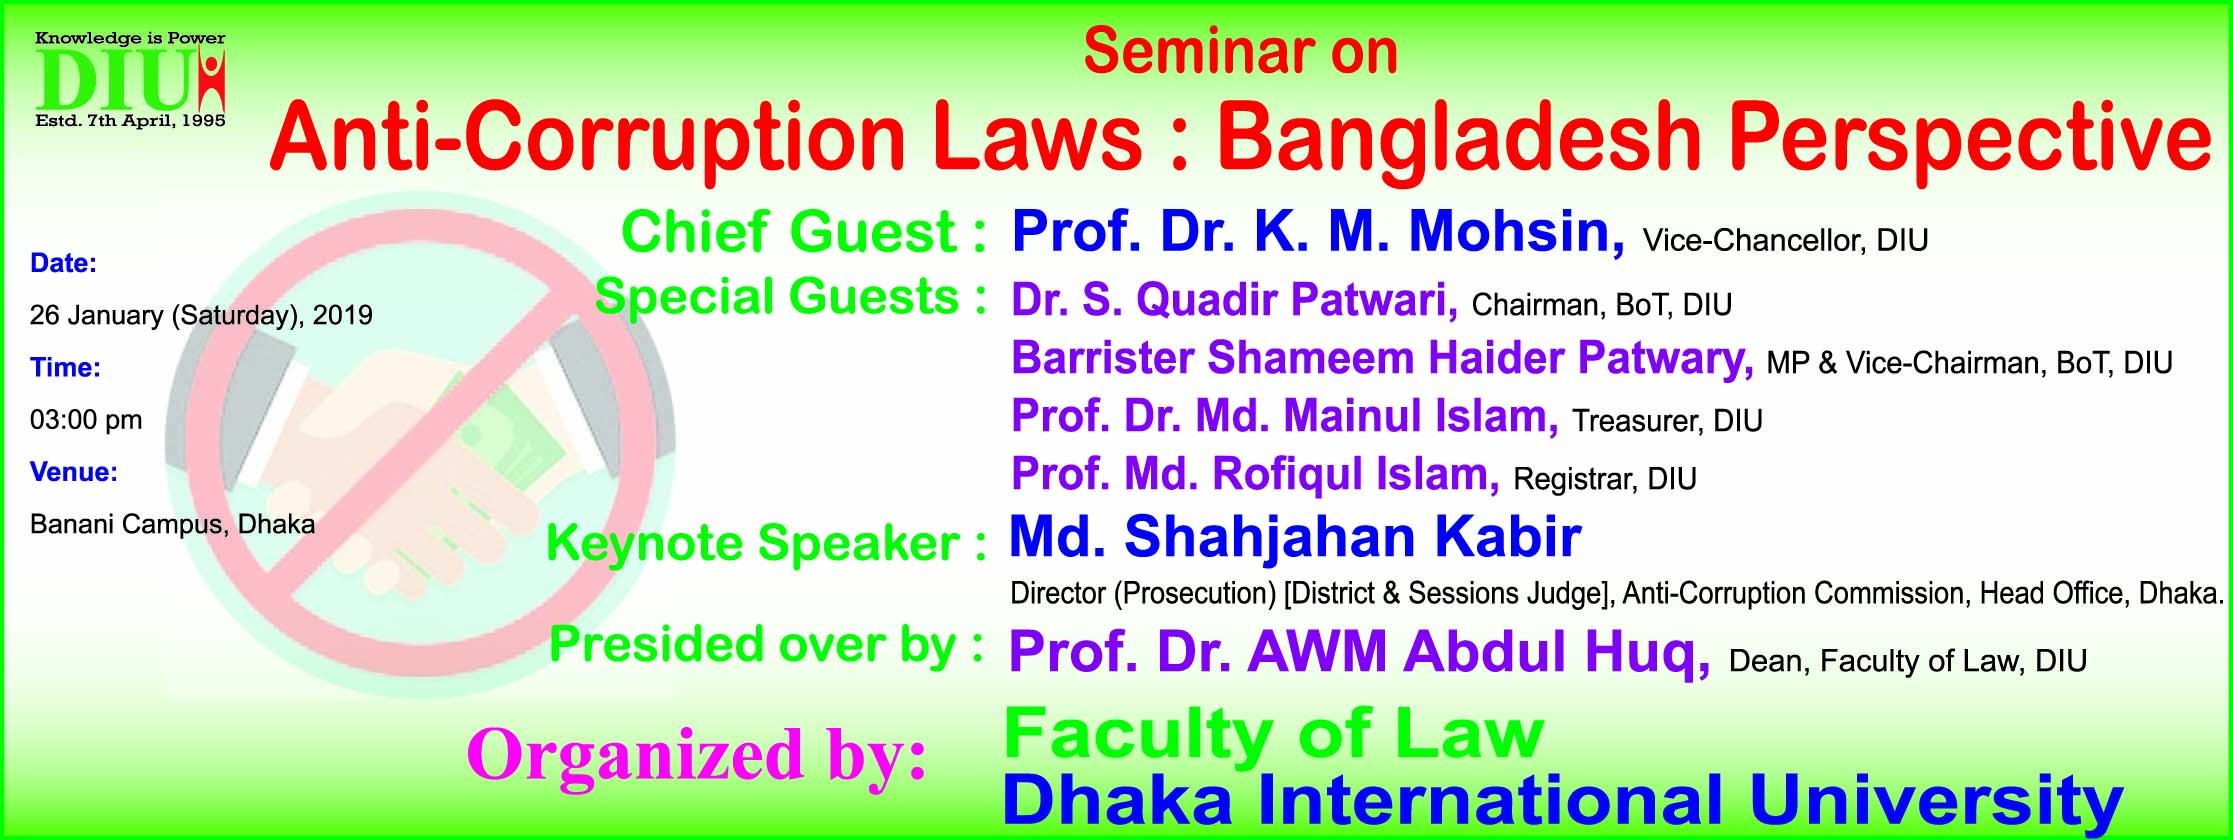 Knowledge is Power
DIU
Estd. 7th April, 1995
Seminar on
Anti-Corruption Laws : Bangladesh Perspective
Date:
26 January (Saturday), 2019
Time:
03:00 pm
Venue:
Banani Campus, Dhaka
Chief Guest : Prof. Dr. K. M. Mohsin, Vice-Chancellor, DIU
Special Guests : Dr. S. Quadir Patwari, Chairman, BoT, DIU
Barrister Shameem Haider Patwary, MP & Vice-Chairman, BoT, DIU
Prof. Dr. Md. Mainul Islam, Treasurer, DIU
Prof. Md. Rofiqul Islam, Registrar, DIU
Keynote Speaker : Md. Shahjahan Kabir
Director (Prosecution) [District & Sessions Judge], Anti-Corruption Commission, Head Office, Dhaka.
Presided over by : Prof. Dr. AWM Abdul Huq, Dean, Faculty of Law, DIU
Organized by: Faculty of Law
Dhaka International University